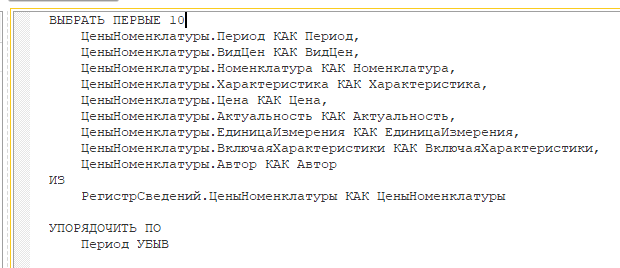 ВЫБРАТЬ ПЕРВЫЕ 10
ЦеныНоменклатуры.Период КАК Период,
ЦеныНоменклатуры.ВидЦен КАК ВидЦен,
ЦеныНоменклатуры.Номенклатура КАК Номенклатура,
ЦеныНоменклатуры.Характеристика КАК Характеристика,
ЦеныНоменклатуры.Цена КАК Цена,
ЦеныНоменклатуры.Актуальность КАК Актуальность,
ЦеныНоменклатуры.ЕдиницаИзмерения КАК ЕдиницаИзмерения,
ЦеныНоменклатуры.ВключаяХарактеристики КАК ВключаяХарактеристики,
ЦеныНоменклатуры.Автор КАК Автор
ИЗ
РегистрСведений.ЦеныНоменклатуры КАК ЦеныНоменклатуры
УПОРЯДОЧИТЬ ПО
Период УБЫВ